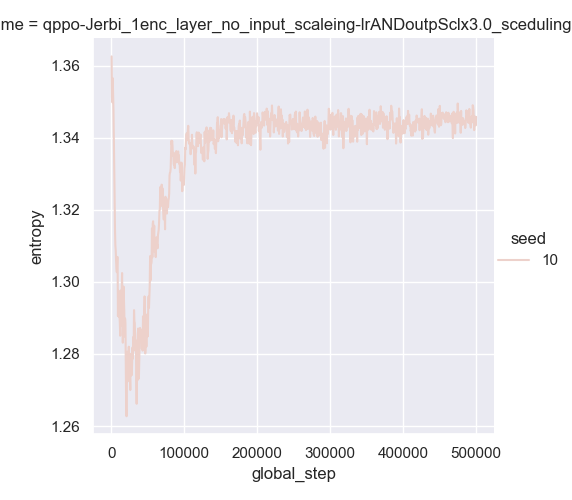 me = qppo-Jerbi_1enc_layer_no_input_scaleing-lrANDoutpSclx3.0_sceduling
1.36
1.34
1.32
1.30
1.28
1.26
entropy
0 100000 200000 300000 400000 500000
global_step
seed
10